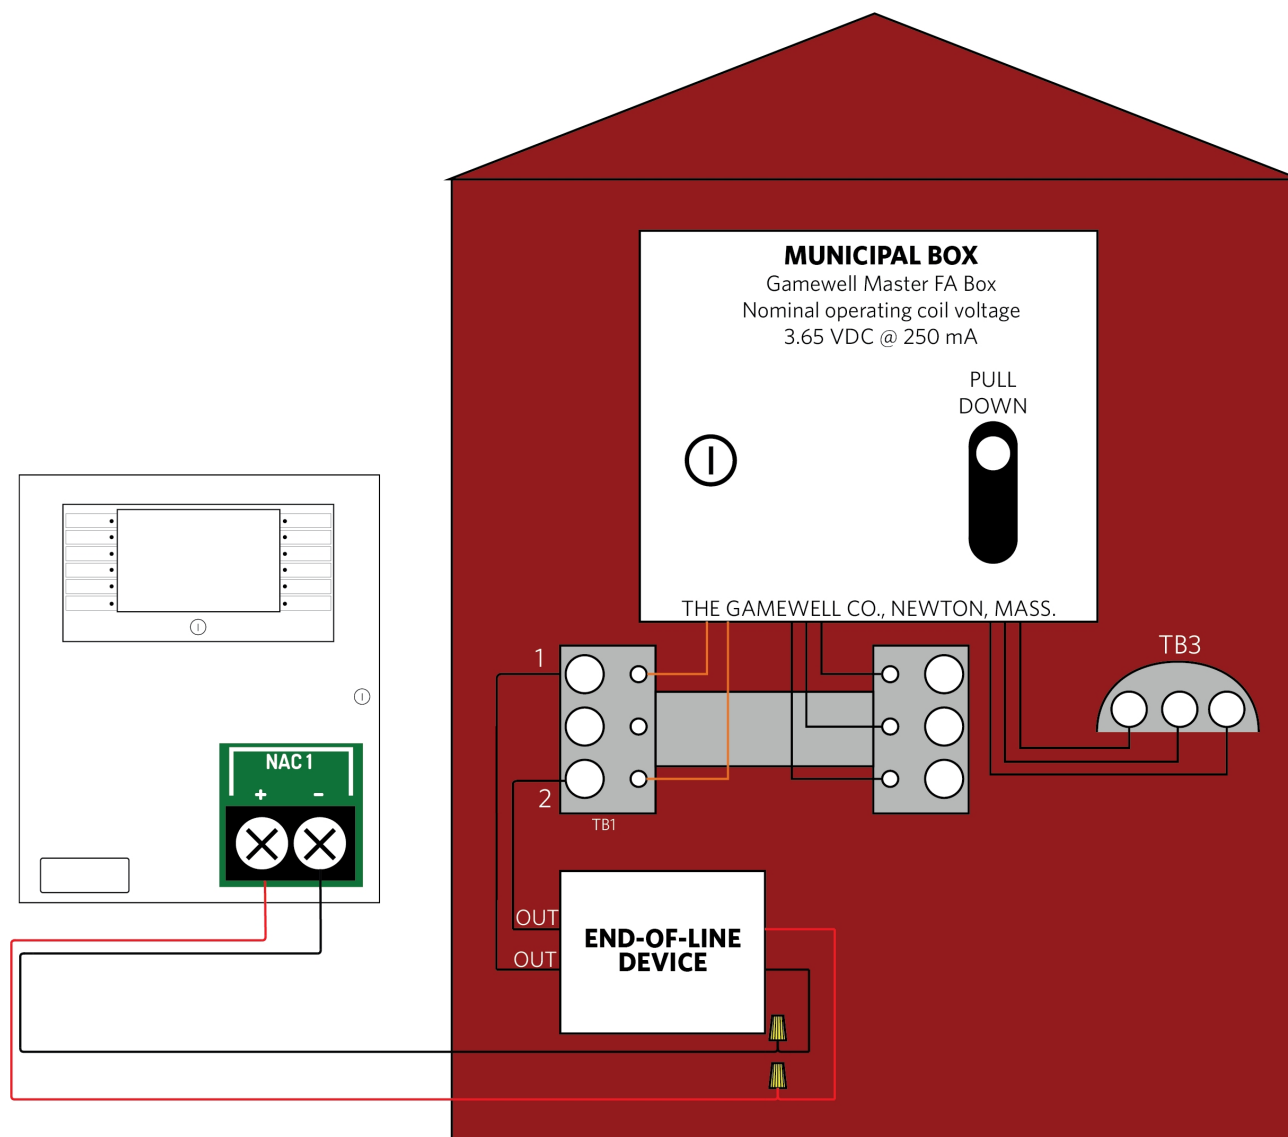 MUNICIPAL BOX
Gamewell Master FA Box
Nominal operating coil voltage
3.65 VDC @ 250 mA
PULL
DOWN
THE GAMEWELL CO., NEWTON, MASS.
1
2
TB1
TB3
NAC 1
+ −
OUT
OUT
END-OF-LINE
DEVICE